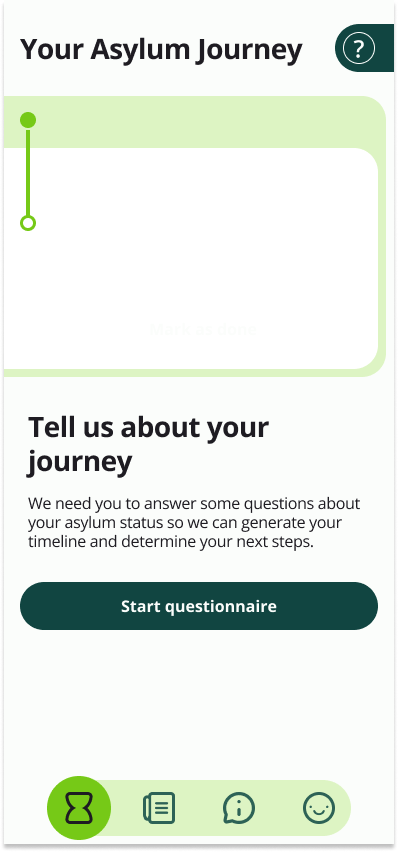 Your Asylum Journey
?
Tell us about your
journey
We need you to answer some questions about
your asylum status so we can generate your
timeline and determine your next steps.
Start questionnaire